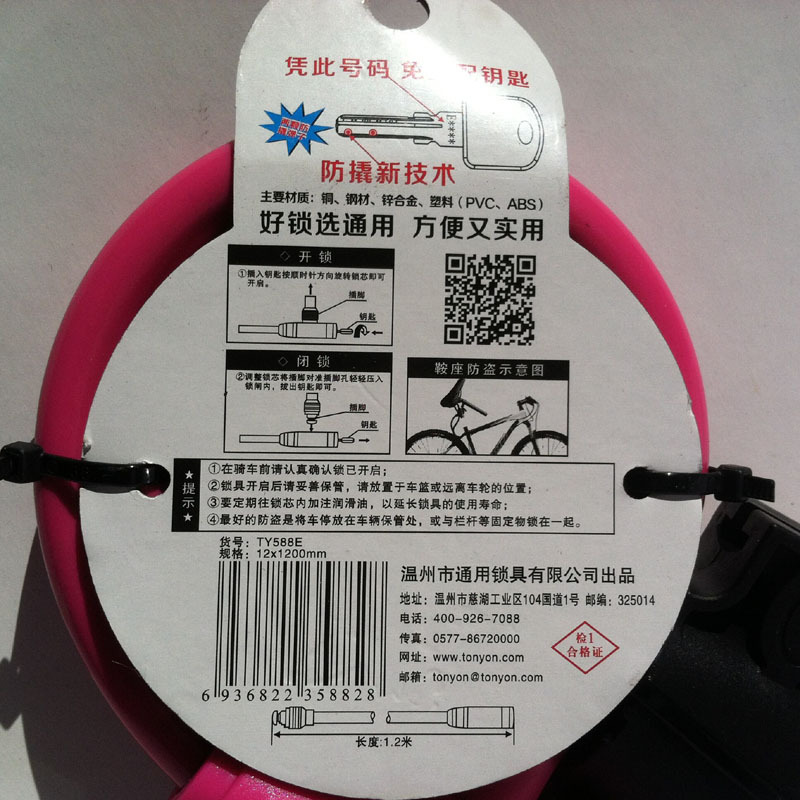 凭此号码 免 配钥匙
防撬新技术
主要材质：铜、钢材、锌合金、塑料（PVC、ABS）
好锁选通用 方便又实用
◇ 开 锁
①插入钥匙按顺时针方向旋转锁芯即可
开启。
插脚
钥匙
◇ 闭 锁
②调整锁芯将插脚对准插脚孔轻轻压入
锁闸内，拔出钥匙即可。
插脚
钥匙
鞍座防盗示意图
★提示★
①在骑车前请认真确认锁已开启；
②锁具开启后请妥善保管，请放置于车篮或远离车轮的位置；
③要定期往锁芯内加注润滑油，以延长锁具的使用寿命；
④最好的防盗是将车停放在车辆保管处，或与栏杆等固定物锁在一起。
货号：TY588E
规格：12x1200mm
6 936822 358828
温州市通用锁具有限公司出品
地址：温州市慈湖工业区104国道1号 邮编：325014
电话：400-926-7088
传真：0577-86720000
网址：www.tonyon.com
邮箱：tonyon@tonyon.com
检1
合格证
长度:1.2米